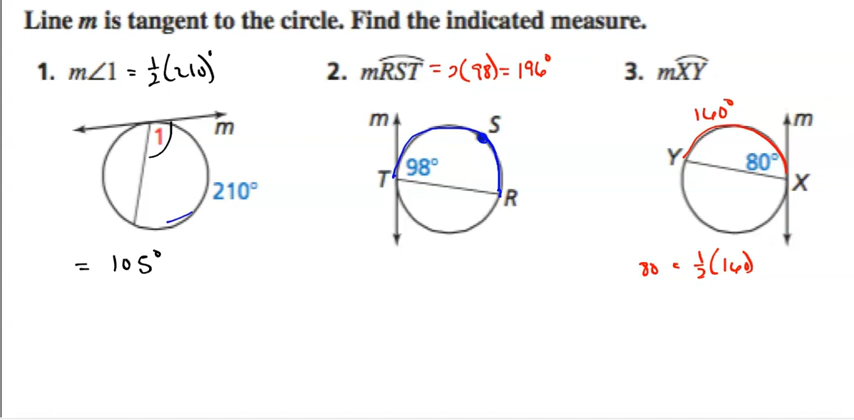 Line m is tangent to the circle. Find the indicated measure.
1. m∠1 = ½(210)°
2. mRST = 2(98) = 196°
3. mXY
160°
m
1
210°
m
S
98°
T
R
m
Y
80°
X
= 105°
80 = ½(160)